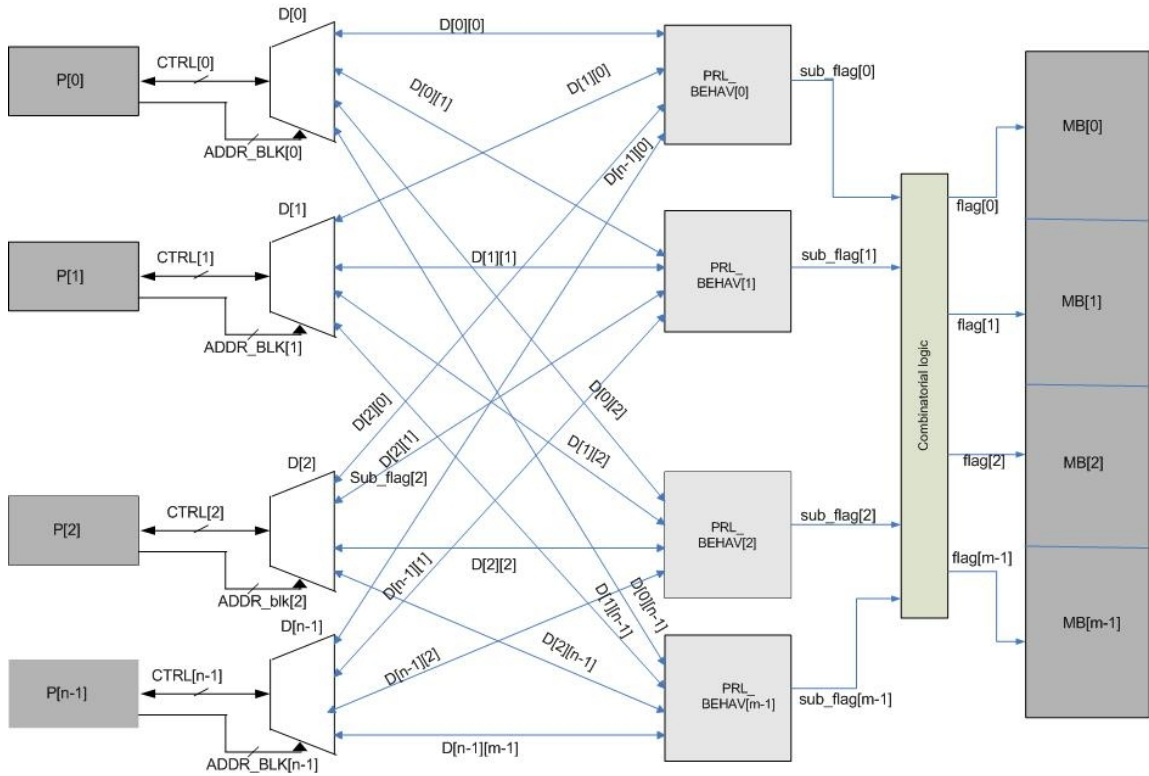 D[0]
D[0][0]
P[0]
CTRL[0]
ADDR_BLK[0]
D[0][1]
D[1][0]
D[n-1][0]
PRL_
BEHAV[0]
sub_flag[0]
MB[0]
flag[0]
D[1]
P[1]
CTRL[1]
ADDR_BLK[1]
D[1][1]
PRL_
BEHAV[1]
sub_flag[1]
MB[1]
flag[1]
Combinatorial logic
D[2][0]
D[0][2]
D[2][1]
D[1][2]
D[2]
Sub_flag[2]
P[2]
CTRL[2]
ADDR_blk[2]
D[2][2]
PRL_
BEHAV[2]
sub_flag[2]
flag[2]
MB[2]
D[n-1][1]
D[1][n-1]
D[0][n-1]
flag[m-1]
MB[m-1]
D[n-1]
P[n-1]
CTRL[n-1]
ADDR_BLK[n-1]
D[n-1][2]
D[2][n-1]
D[n-1][m-1]
PRL_
BEHAV[m-1]
sub_flag[m-1]